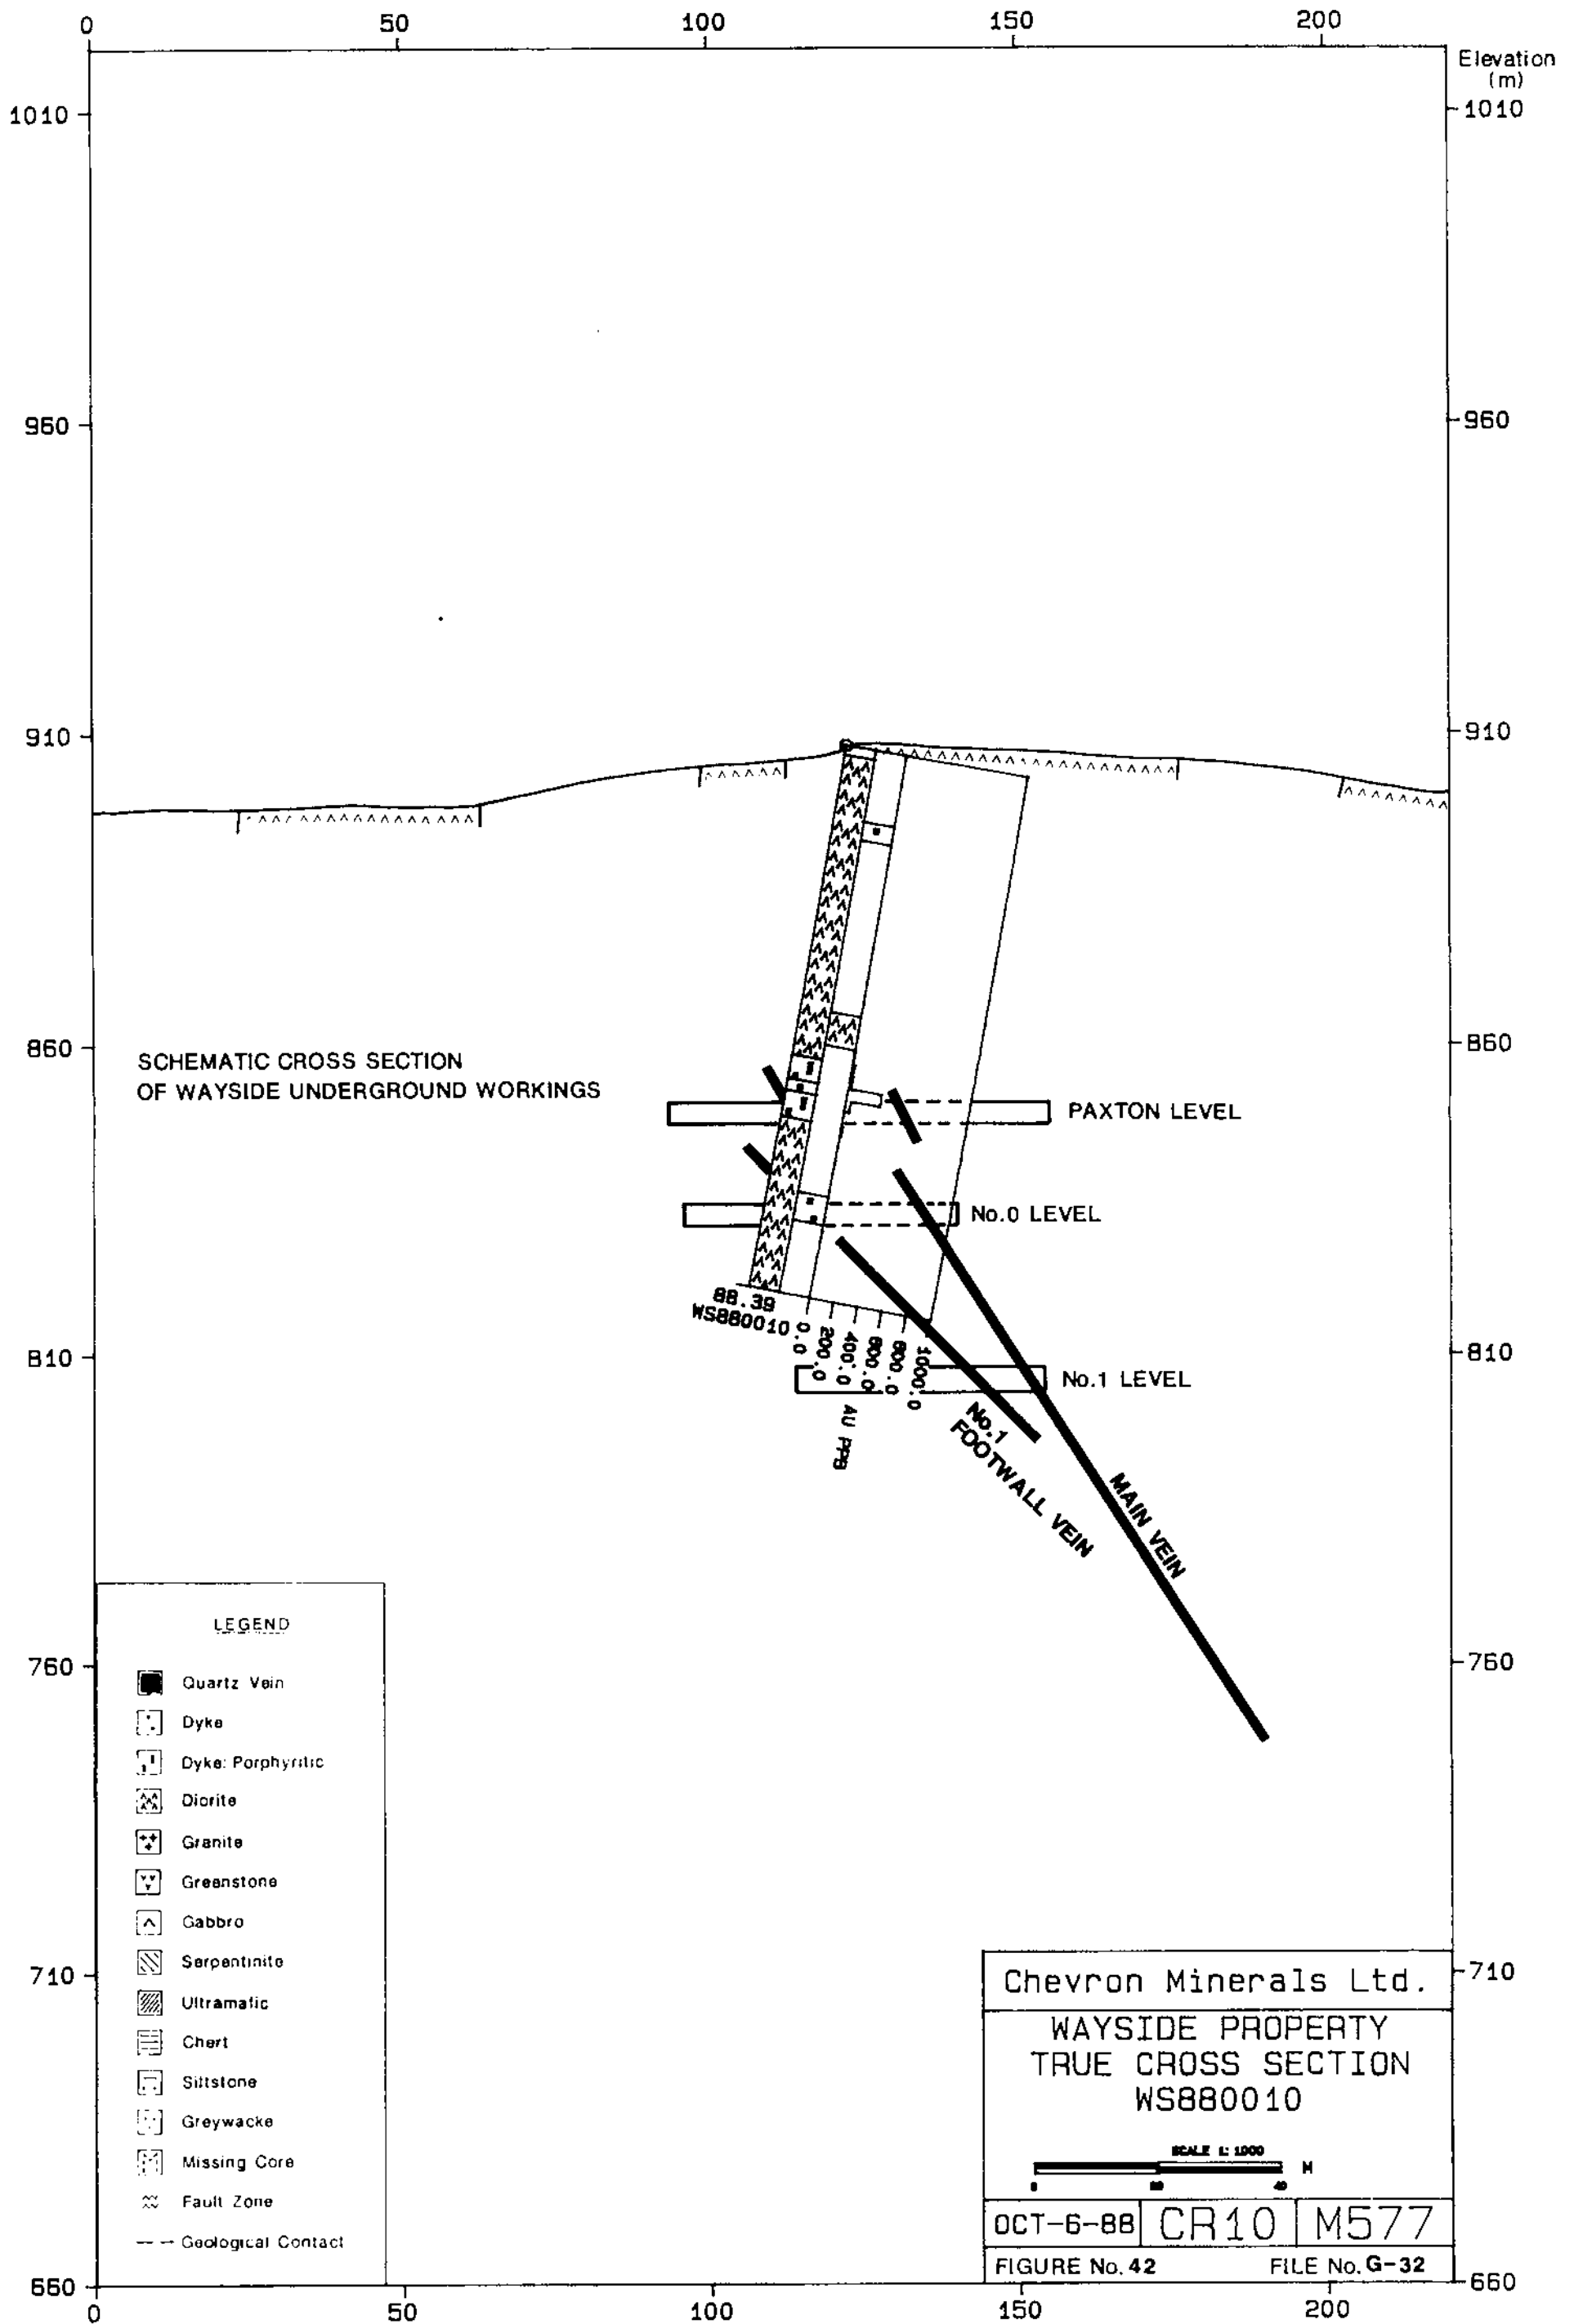 0 50 100 150 200
Elevation
(m)
1010 1010
960 960
910 910
860 860
SCHEMATIC CROSS SECTION
OF WAYSIDE UNDERGROUND WORKINGS
PAXTON LEVEL
No.0 LEVEL
88.39
WS880010
0.0
200.0
400.0
600.0
800.0
1000.0
AU PPB
810 810
No.1 LEVEL
No.1
FOOTWALL VEIN
MAIN VEIN
760 760
710 710
660 660
LEGEND
Quartz Vein
Dyke
Dyke: Porphyritic
Diorite
Granite
Greenstone
Gabbro
Serpentinite
Ultramafic
Chert
Siltstone
Greywacke
Missing Core
Fault Zone
Geological Contact
Chevron Minerals Ltd.
WAYSIDE PROPERTY
TRUE CROSS SECTION
WS880010
SCALE 1: 1000
0 20 40 M
OCT-6-88 CR10 M577
FIGURE No. 42 FILE No. G-32
0 50 100 150 200